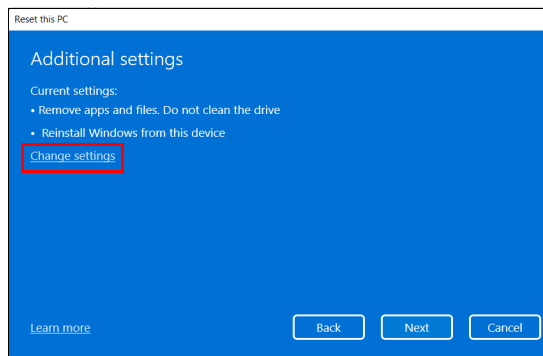 Reset this PC
Additional settings
Current settings:
• Remove apps and files. Do not clean the drive
• Reinstall Windows from this device
Change settings
Learn more
Back
Next
Cancel